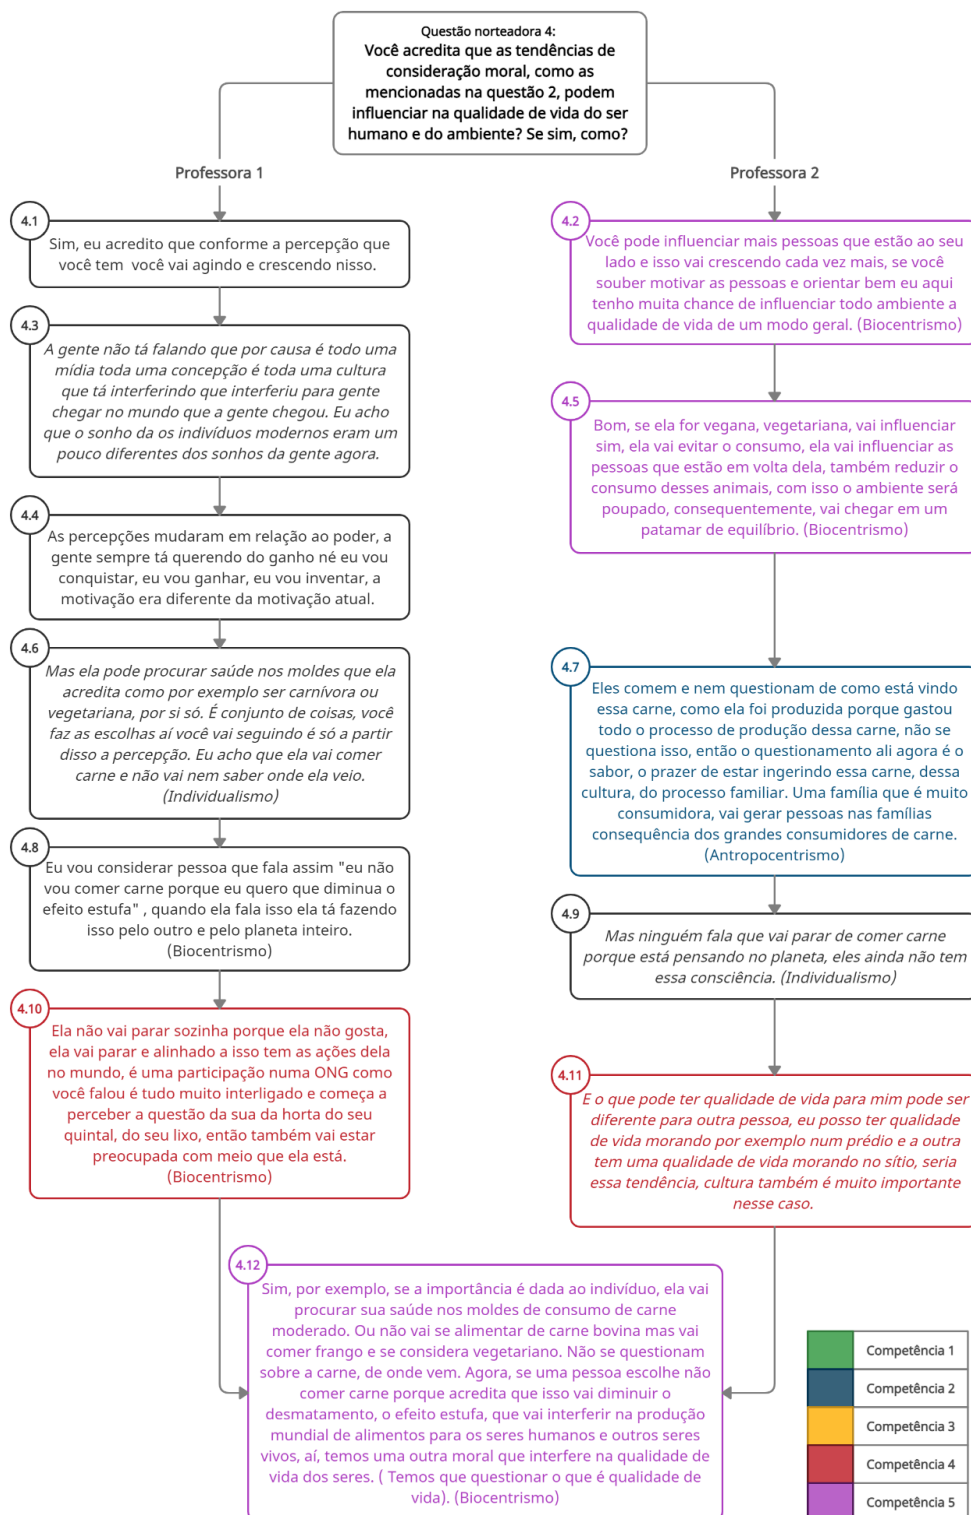 Questão norteadora 4:
Você acredita que as tendências de
consideração moral, como as
mencionadas na questão 2, podem
influenciar na qualidade de vida do ser
humano e do ambiente? Se sim, como?
Professora 1
Professora 2
4.1
Sim, eu acredito que conforme a percepção que
você tem você vai agindo e crescendo nisso.
4.2
Você pode influenciar mais pessoas que estão ao seu
lado e isso vai crescendo cada vez mais, se você
souber motivar as pessoas e orientar bem eu aqui
tenho muita chance de influenciar todo ambiente a
qualidade de vida de um modo geral. (Biocentrismo)
4.3
A gente não tá falando que por causa é todo uma
mídia toda uma concepção é toda uma cultura
que tá interferindo que interferiu para gente
chegar no mundo que a gente chegou. Eu acho
que o sonho da os indivíduos modernos eram um
pouco diferentes dos sonhos da gente agora.
4.4
As percepções mudaram em relação ao poder, a
gente sempre tá querendo do ganho né eu vou
conquistar, eu vou ganhar, eu vou inventar, a
motivação era diferente da motivação atual.
4.5
Bom, se ela for vegana, vegetariana, vai influenciar
sim, ela vai evitar o consumo, ela vai influenciar as
pessoas que estão em volta dela, também reduzir o
consumo desses animais, com isso o ambiente será
poupado, consequentemente, vai chegar em um
patamar de equilíbrio. (Biocentrismo)
4.6
Mas ela pode procurar saúde nos moldes que ela
acredita como por exemplo ser carnívora ou
vegetariana, por si só. É conjunto de coisas, você
faz as escolhas aí você vai seguindo é só a partir
disso a percepção. Eu acho que ela vai comer
carne e não vai nem saber onde ela veio.
(Individualismo)
4.7
Eles comem e nem questionam de como está vindo
essa carne, como ela foi produzida porque gastou
todo o processo de produção dessa carne, não se
questiona isso, então o questionamento ali agora é o
sabor, o prazer de estar ingerindo essa carne, dessa
cultura, do processo familiar. Uma família que é muito
consumidora, vai gerar pessoas nas famílias
consequência dos grandes consumidores de carne.
(Antropocentrismo)
4.8
Eu vou considerar pessoa que fala assim "eu não
vou comer carne porque eu quero que diminua o
efeito estufa" , quando ela fala isso ela tá fazendo
isso pelo outro e pelo planeta inteiro.
(Biocentrismo)
4.9
Mas ninguém fala que vai parar de comer carne
porque está pensando no planeta, eles ainda não tem
essa consciência. (Individualismo)
4.10
Ela não vai parar sozinha porque ela não gosta,
ela vai parar e alinhado a isso tem as ações dela
no mundo, é uma participação numa ONG como
você falou é tudo muito interligado e começa a
perceber a questão da sua da horta do seu
quintal, do seu lixo, então também vai estar
preocupada com meio que ela está.
(Biocentrismo)
4.11
E o que pode ter qualidade de vida para mim pode ser
diferente para outra pessoa, eu posso ter qualidade
de vida morando por exemplo num prédio e a outra
tem uma qualidade de vida morando no sítio, seria
essa tendência, cultura também é muito importante
nesse caso.
4.12
Sim, por exemplo, se a importância é dada ao indivíduo, ela vai
procurar sua saúde nos moldes de consumo de carne
moderado. Ou não vai se alimentar de carne bovina mas vai
comer frango e se considera vegetariano. Não se questionam
sobre a carne, de onde vem. Agora, se uma pessoa escolhe não
comer carne porque acredita que isso vai diminuir o
desmatamento, o efeito estufa, que vai interferir na produção
mundial de alimentos para os seres humanos e outros seres
vivos, aí, temos uma outra moral que interfere na qualidade de
vida dos seres. ( Temos que questionar o que é qualidade de
vida). (Biocentrismo)
Competência 1
Competência 2
Competência 3
Competência 4
Competência 5